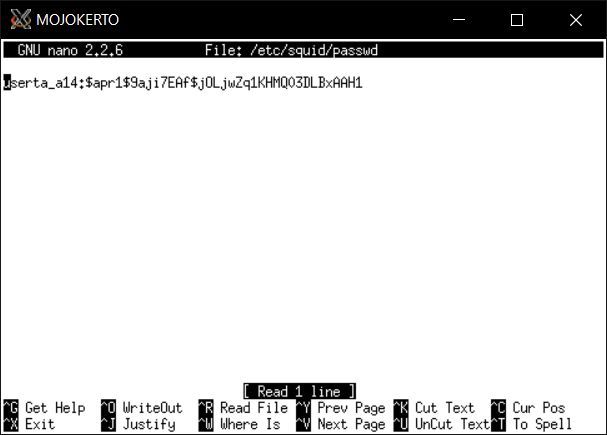 MOJOKERTO
GNU nano 2.2.6 File: /etc/squid/passwd
userta_a14:$apr1$9aji7EAf$jOLjwZq1KHMQO3DLBxAAH1
[ Read 1 line ]
^G Get Help ^O WriteOut ^R Read File ^Y Prev Page ^K Cut Text ^C Cur Pos
^X Exit ^J Justify ^W Where Is ^V Next Page ^U UnCut Text ^T To Spell